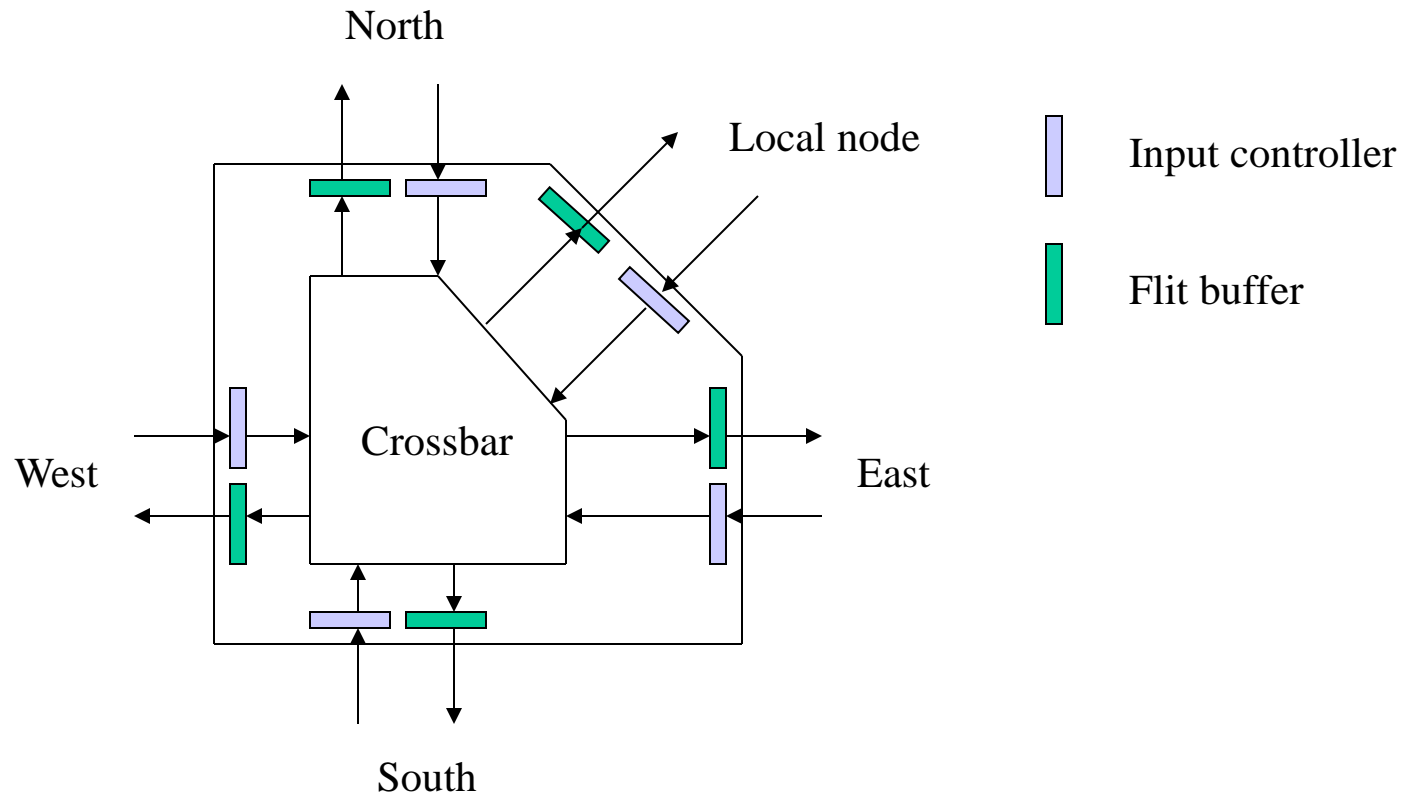 North
Local node
Input controller
Flit buffer
Crossbar
West
East
South